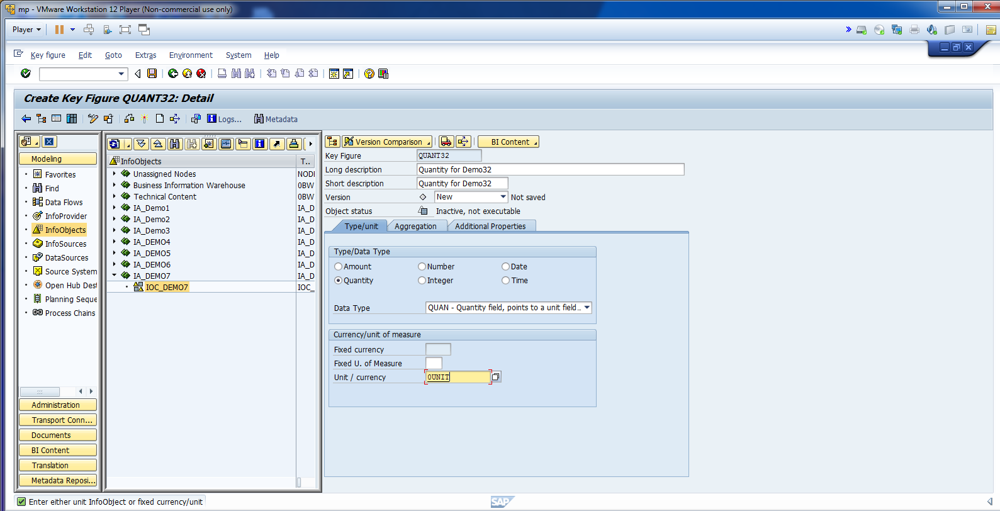 mp - VMware Workstation 12 Player (Non-commercial use only)
Player
Key figure Edit Goto Extras Environment System Help
Create Key Figure QUANT32: Detail
Logs... Metadata
Modeling
Favorites
Find
Data Flows
InfoProvider
InfoObjects
InfoSources
DataSources
Source System
Open Hub Dest
Planning Seque
Process Chains
Administration
Transport Conn...
Documents
BI Content
Translation
Metadata Reposi...
InfoObjects T..
Unassigned Nodes NODI
Business Information Warehouse 0BW
Technical Content 0BW
IA_Demo1 IA_D
IA_Demo2 IA_D
IA_Demo3 IA_D
IA_DEMO4 IA_D
IA_DEMO5 IA_D
IA_DEMO6 IA_D
IA_DEMO7 IA_D
IOC_DEMO7 IOC_
Version Comparison BI Content
Key Figure QUANT32
Long description Quantity for Demo32
Short description Quantity for Demo32
Version New Not saved
Object status Inactive, not executable
Type/unit Aggregation Additional Properties
Type/Data Type
Amount Number Date
Quantity Integer Time
Data Type QUAN - Quantity field, points to a unit field...
Currency/unit of measure
Fixed currency
Fixed U. of Measure
Unit / currency 0UNIT
Enter either unit InfoObject or fixed currency/unit
SAP